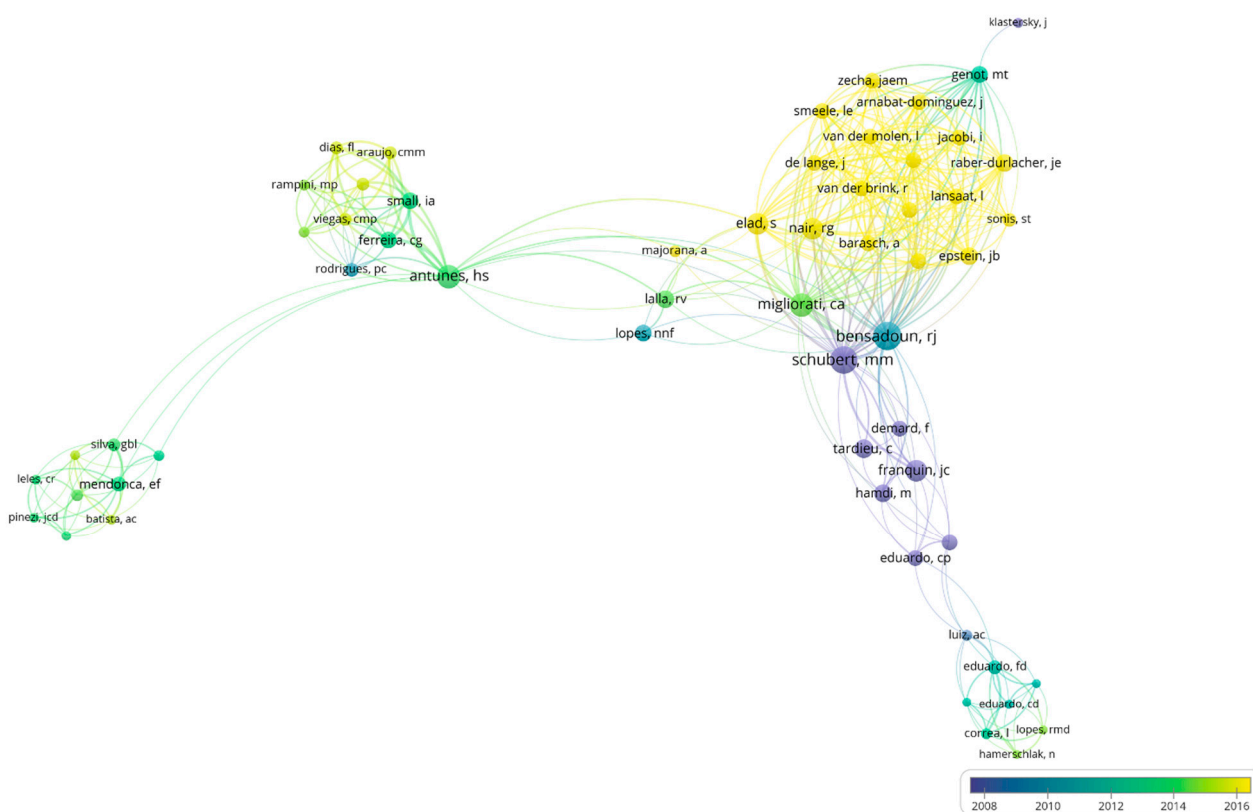 klastersky, j
genot, mt
zecha, jaem
arnabat-dominguez, j
smeele, le
van der molen, l
jacobi, i
de lange, j
raber-durlacher, je
van der brink, r
lansaat, l
sonis, st
elad, s
nair, rg
barasch, a
epstein, jb
majorana, a
lalla, rv
migliorati, ca
lopes, nnf
bensadoun, rj
schubert, mm
dias, fl
araujo, cmm
rampini, mp
small, ia
viegas, cmp
ferreira, cg
rodrigues, pc
antunes, hs
silva, gbl
leles, cr
mendonca, ef
pinezi, jcd
batista, ac
demard, f
tardieu, c
franquin, jc
hamdi, m
eduardo, cp
luiz, ac
eduardo, fd
eduardo, cd
correa, l
lopes, rmd
hamerschlak, n
2008 2010 2012 2014 2016